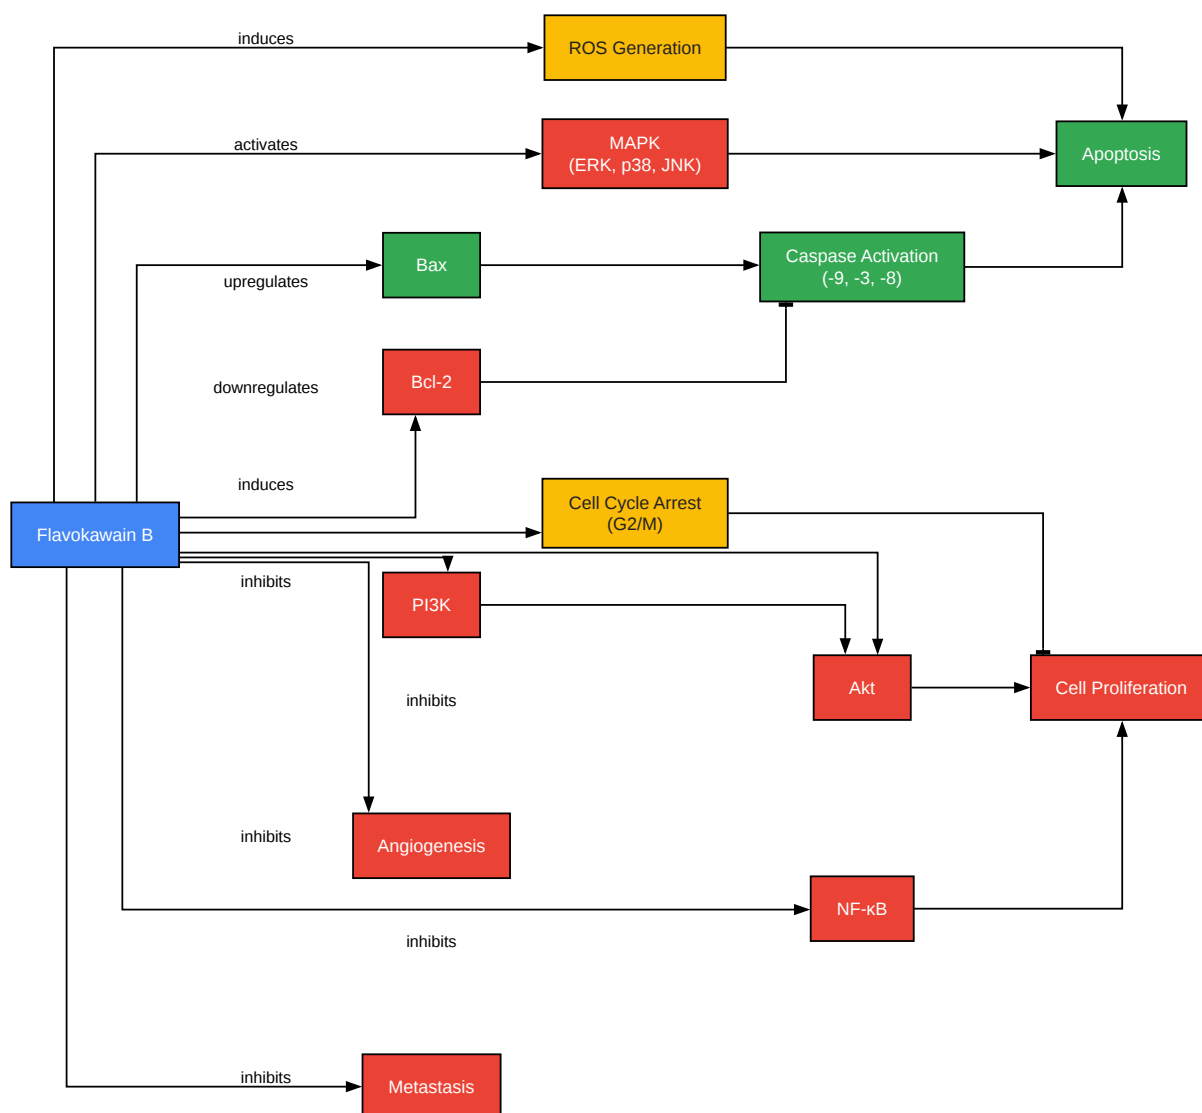 induces
ROS Generation
activates
MAPK
(ERK, p38, JNK)
Apoptosis
upregulates
Bax
Caspase Activation
(-9, -3, -8)
downregulates
Bcl-2
induces
Cell Cycle Arrest
(G2/M)
Flavokawain B
inhibits
PI3K
inhibits
Akt
Cell Proliferation
inhibits
Angiogenesis
NF-κB
inhibits
inhibits
Metastasis